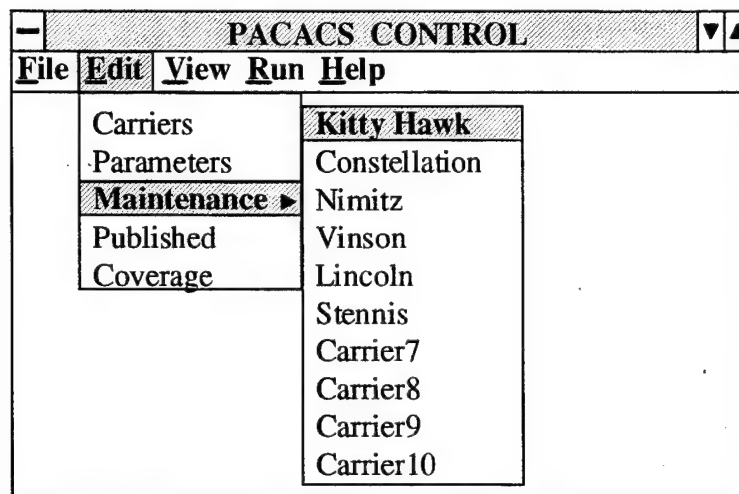 PACACS CONTROL
File Edit View Run Help
Carriers
Parameters
Maintenance ▶
Published
Coverage
Kitty Hawk
Constellation
Nimitz
Vinson
Lincoln
Stennis
Carrier7
Carrier8
Carrier9
Carrier10